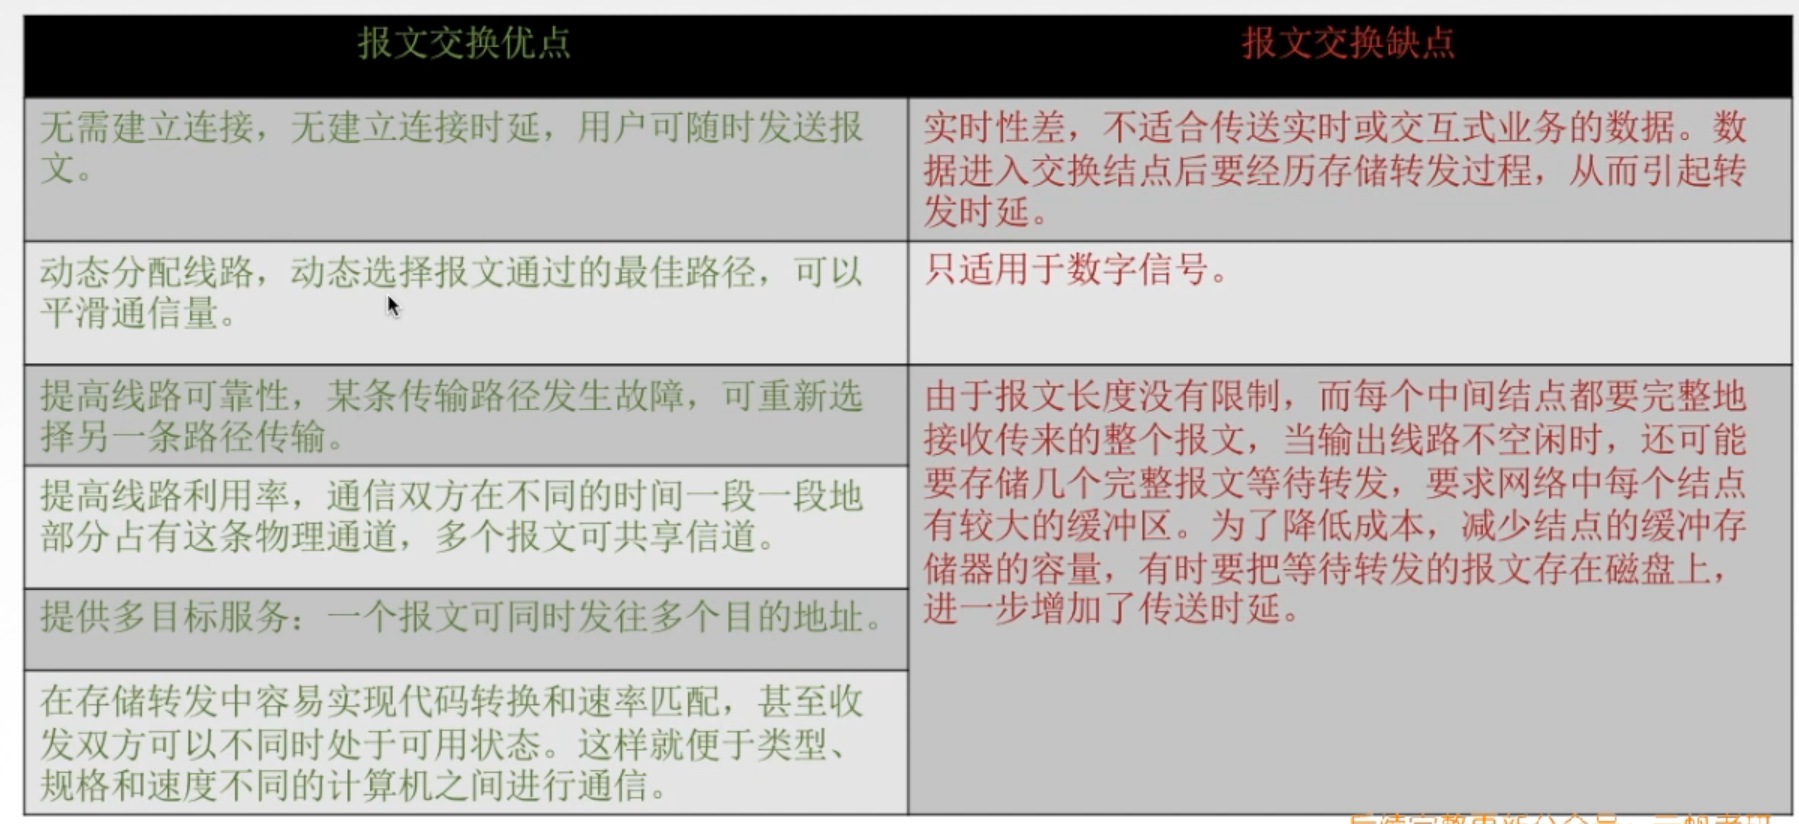 报文交换优点
报文交换缺点
无需建立连接，无建立连接时延，用户可随时发送报
文。
实时性差，不适合传送实时或交互式业务的数据。数
据进入交换结点后要经历存储转发过程，从而引起转
发时延。
动态分配线路，动态选择报文通过的最佳路径，可以
平滑通信量。
只适用于数字信号。
提高线路可靠性，某条传输路径发生故障，可重新选
择另一条路径传输。
提高线路利用率，通信双方在不同的时间一段一段地
部分占有这条物理通道，多个报文可共享信道。
提供多目标服务：一个报文可同时发往多个目的地址。
在存储转发中容易实现代码转换和速率匹配，甚至收
发双方可以不同时处于可用状态。这样就便于类型、
规格和速度不同的计算机之间进行通信。
由于报文长度没有限制，而每个中间结点都要完整地
接收传来的整个报文，当输出线路不空闲时，还可能
要存储几个完整报文等待转发，要求网络中每个结点
有较大的缓冲区。为了降低成本，减少结点的缓冲存
储器的容量，有时要把等待转发的报文存在磁盘上，
进一步增加了传送时延。